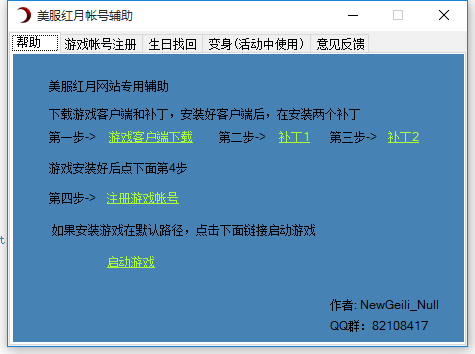 美服红月帐号辅助
帮助 游戏帐号注册 生日找回 变身(活动中使用) 意见反馈
美服红月网站专用辅助
下载游戏客户端和补丁，安装好客户端后，在安装两个补丁
第一步-> 游戏客户端下载 第二步-> 补丁1 第三步-> 补丁2
游戏安装好后点下面第4步
第四步-> 注册游戏帐号
如果安装游戏在默认路径，点击下面链接启动游戏
启动游戏
作者: NewGeili_Null
QQ群：82108417